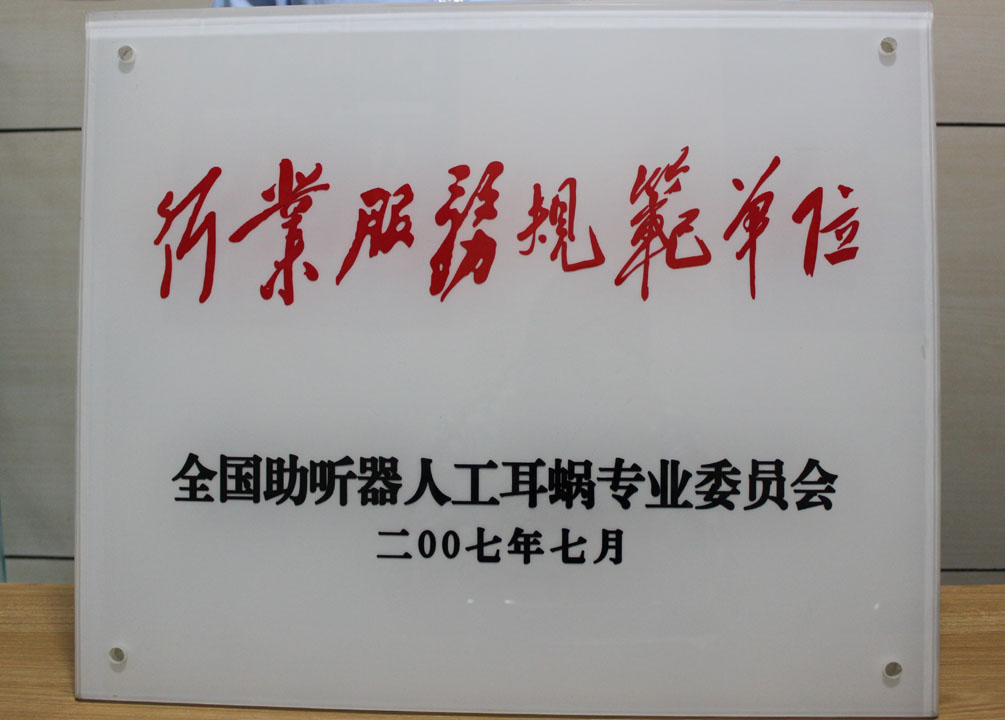 行業服務規範单位
全国助听器人工耳蜗专业委员会
二00七年七月